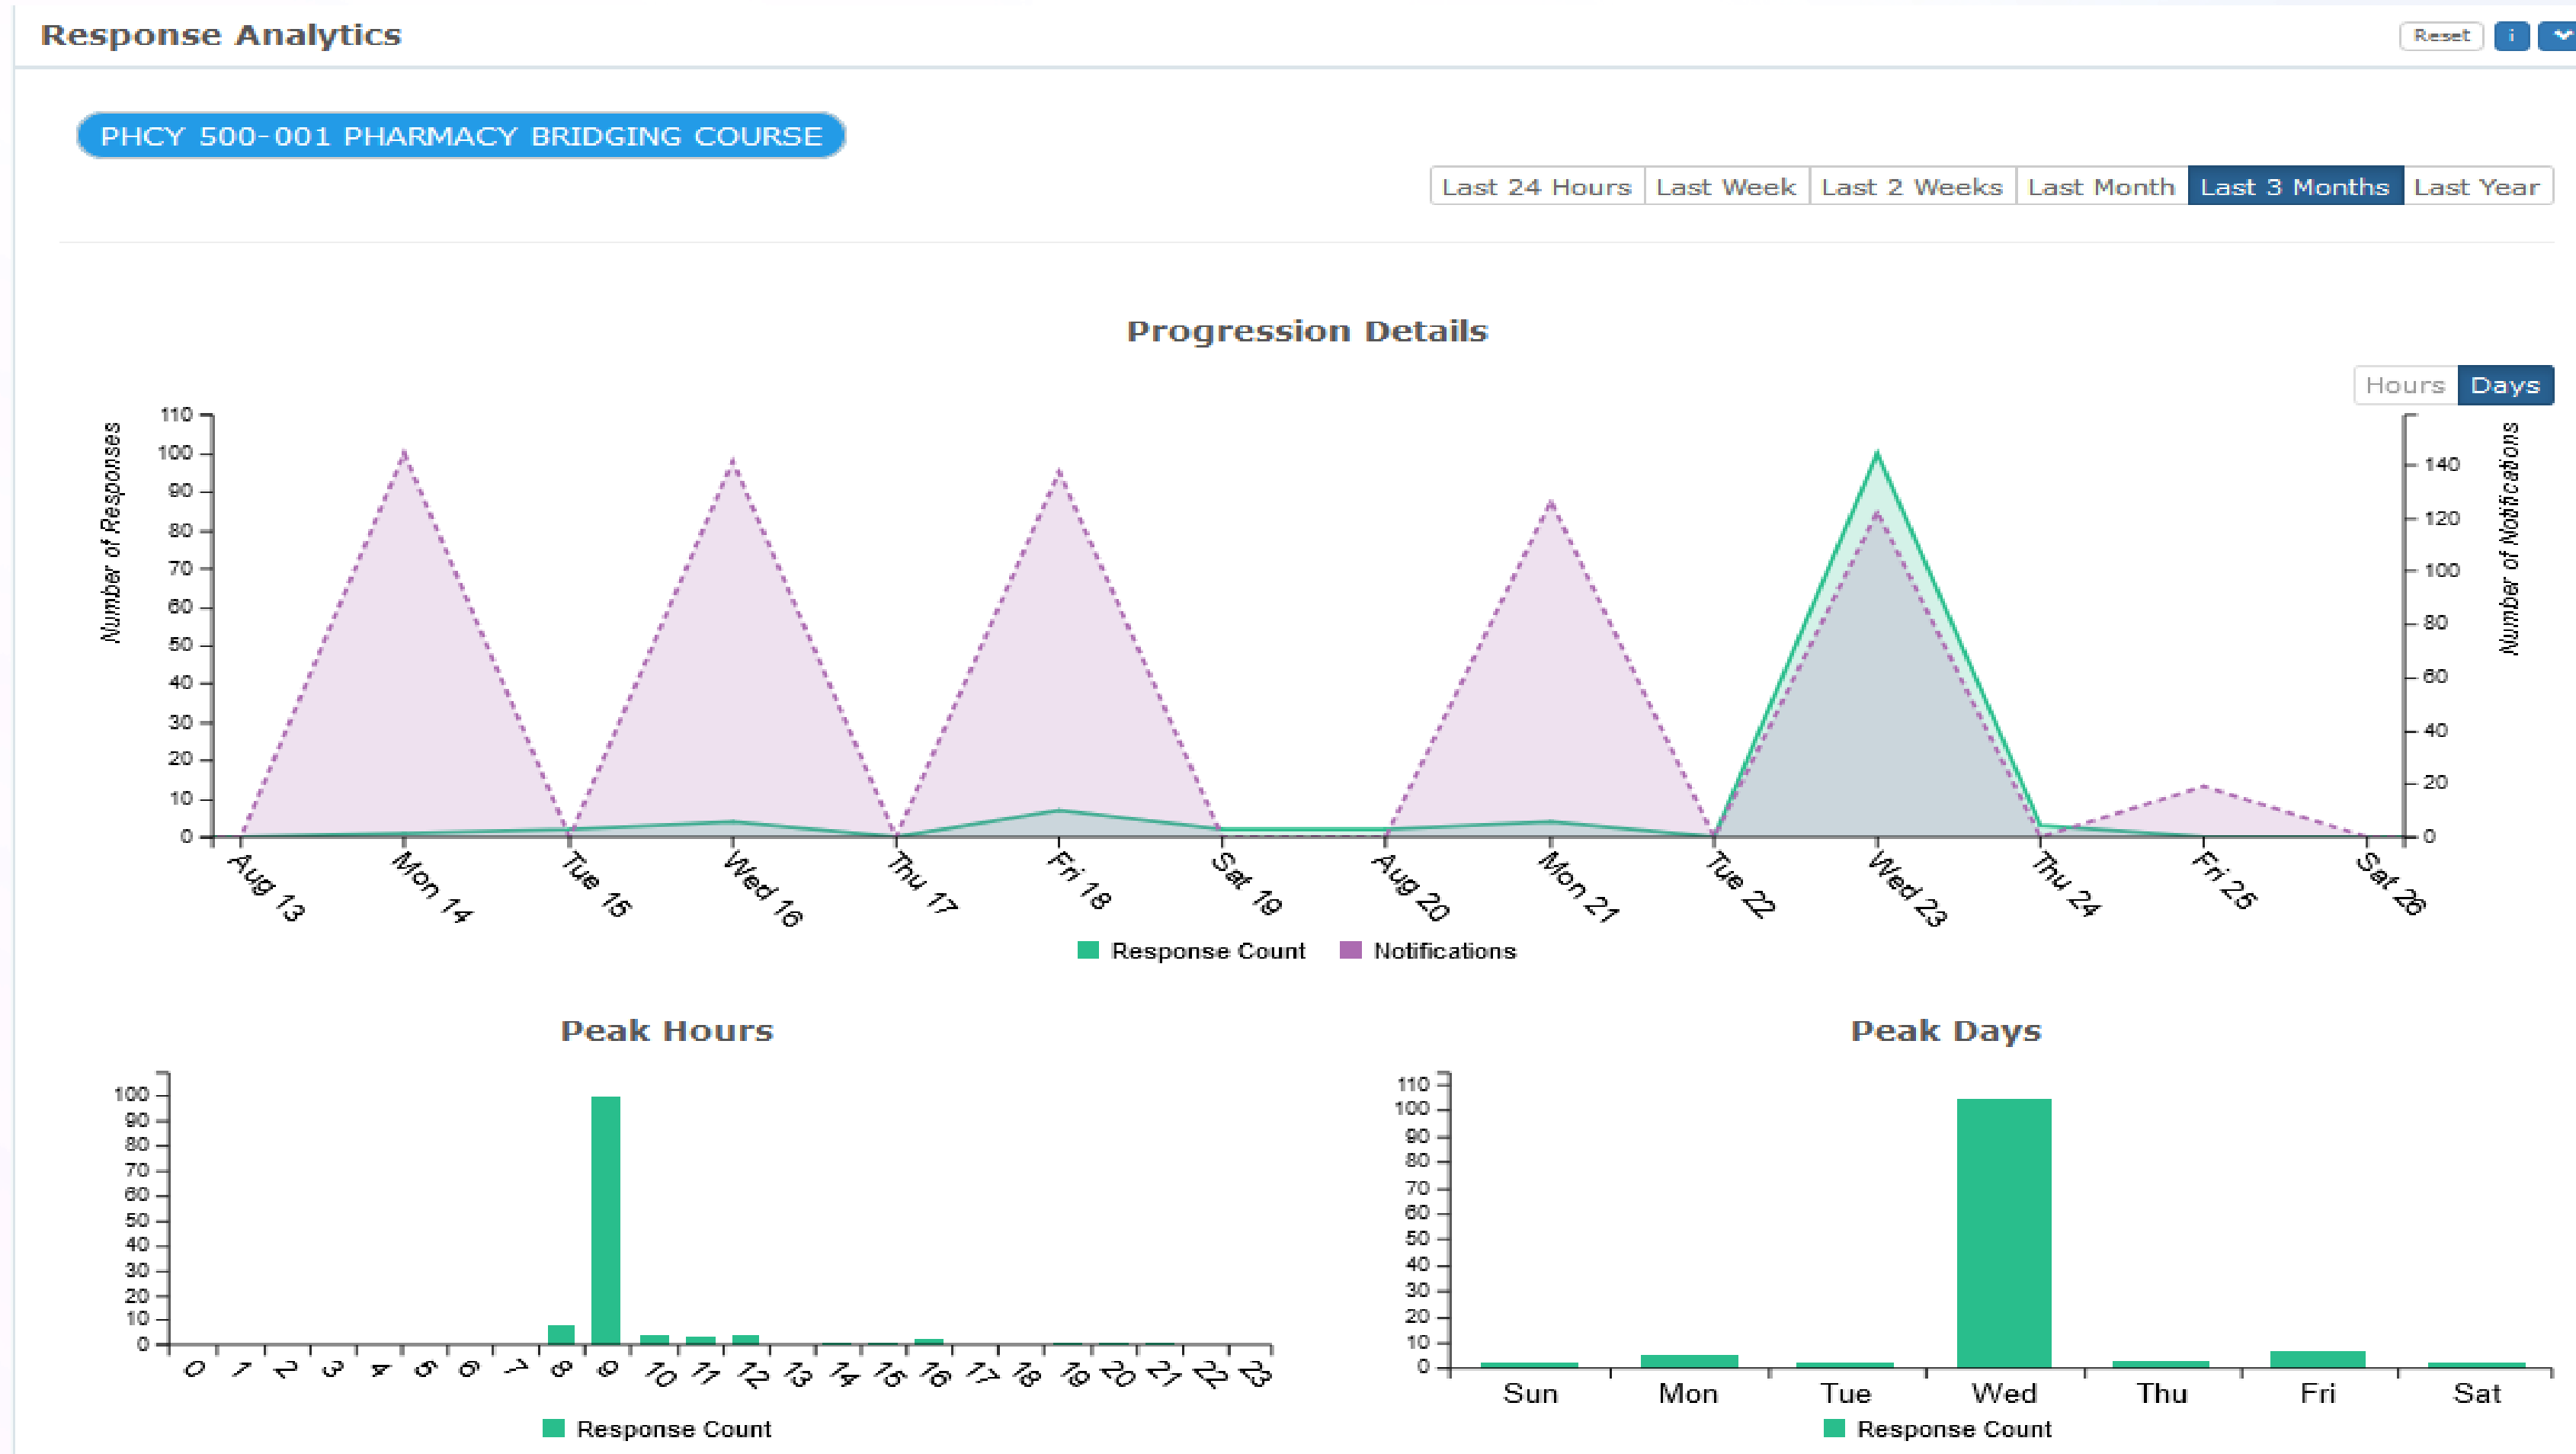 Response Analytics
Reset i
PHCY 500-001 PHARMACY BRIDGING COURSE
Last 24 Hours Last Week Last 2 Weeks Last Month Last 3 Months Last Year
Progression Details
Hours Days
Number of Responses
110
100
90
80
70
60
50
40
30
20
10
0
140
120
100
80
60
40
20
0
Number of Notifications
Aug 13 Mon 14 Tue 15 Wed 16 Thu 17 Fri 18 Sat 19 Aug 20 Mon 21 Tue 22 Wed 23 Thu 24 Fri 25 Sat 26
Response Count Notifications
Peak Hours
100
90
80
70
60
50
40
30
20
10
0
0 1 2 3 4 5 6 7 8 9 10 11 12 13 14 15 16 17 18 19 20 21 22 23
Response Count
Peak Days
110
100
90
80
70
60
50
40
30
20
10
0
Sun Mon Tue Wed Thu Fri Sat
Response Count